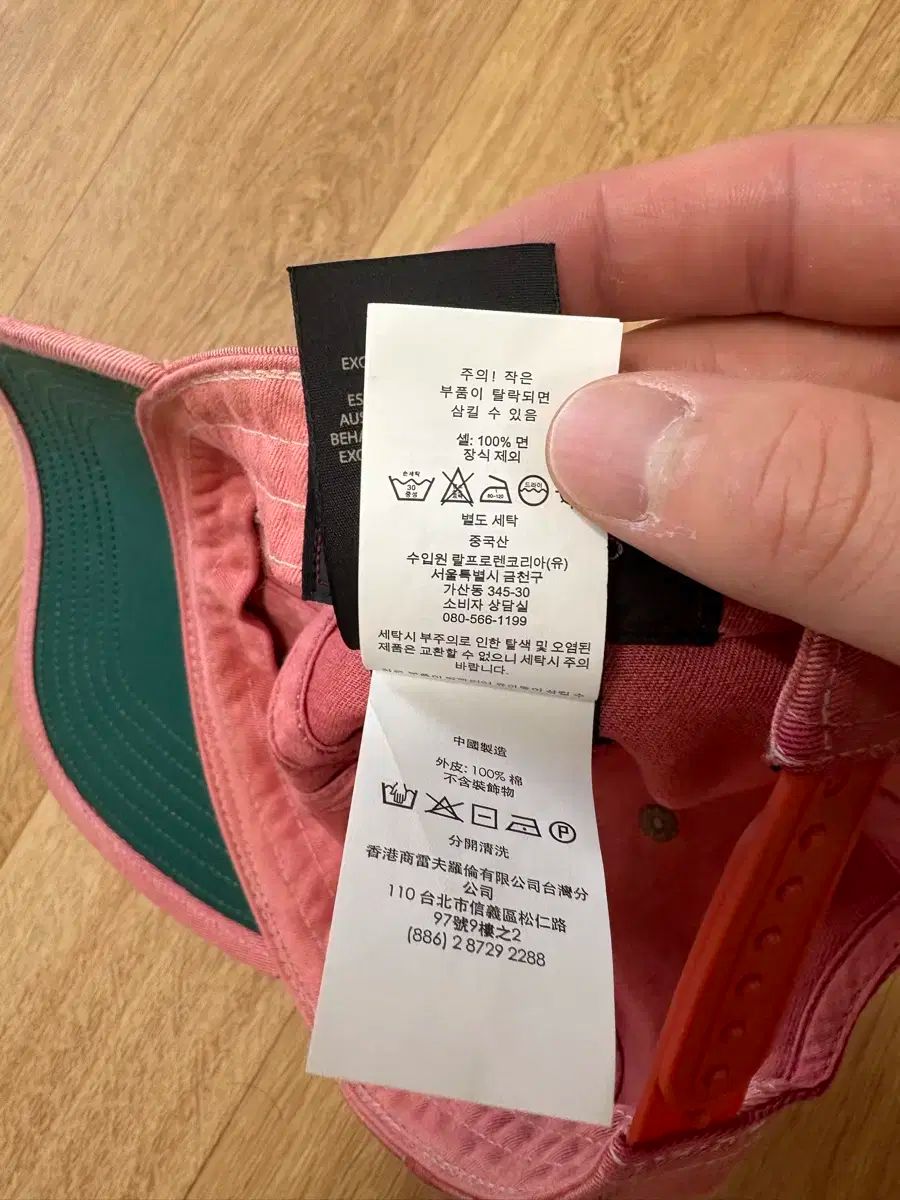 EXC
ES
AUS
BEHA
EXC
주의! 작은
부품이 탈락되면
삼킬 수 있음
셸: 100% 면
장식 제외
손세탁
30
중성
80-120
드라이
별도 세탁
중국산
수입원 랄프로렌코리아(유)
서울특별시 금천구
가산동 345-30
소비자 상담실
080-566-1199
세탁시 부주의로 인한 탈색 및 오염된
제품은 교환할 수 없으니 세탁시 주의
바랍니다.
中國製造
外皮: 100% 棉
不含裝飾物
P
分開清洗
香港商雷夫羅倫有限公司台灣分
公司
110 台北市信義區松仁路
97號9樓之2
(886) 2 8729 2288